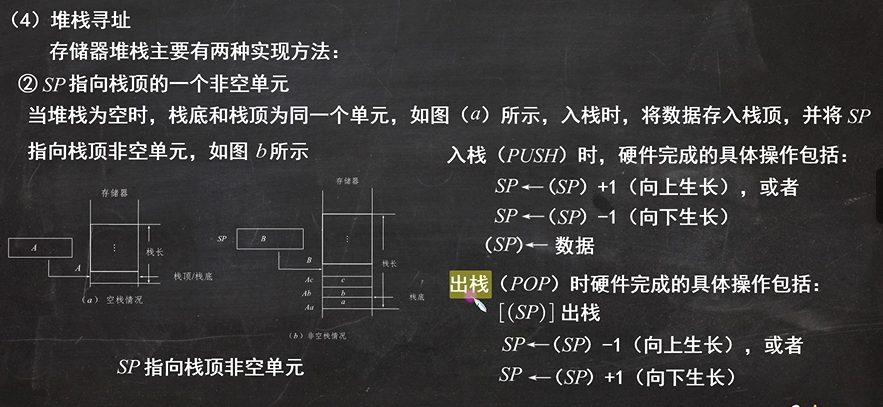 （4）堆栈寻址
存储器堆栈主要有两种实现方法：
② SP指向栈顶的一个非空单元
当堆栈为空时，栈底和栈顶为同一个单元，如图（a）所示，入栈时，将数据存入栈顶，并将 SP
指向栈顶非空单元，如图 b所示
入栈（PUSH）时，硬件完成的具体操作包括：
SP←(SP) +1（向上生长），或者
SP←(SP) -1（向下生长）
(SP)← 数据
出栈（POP）时硬件完成的具体操作包括：
[(SP)] 出栈
SP←(SP) -1（向上生长），或者
SP ←(SP) +1（向下生长）
存储器
A
⋮
栈长
A
栈顶/栈底
（a）空栈情况
存储器
SP
B
⋮
栈长
B
Ac
c
Ab
b
a
Aa
栈底
（b）非空栈情况
SP 指向栈顶非空单元